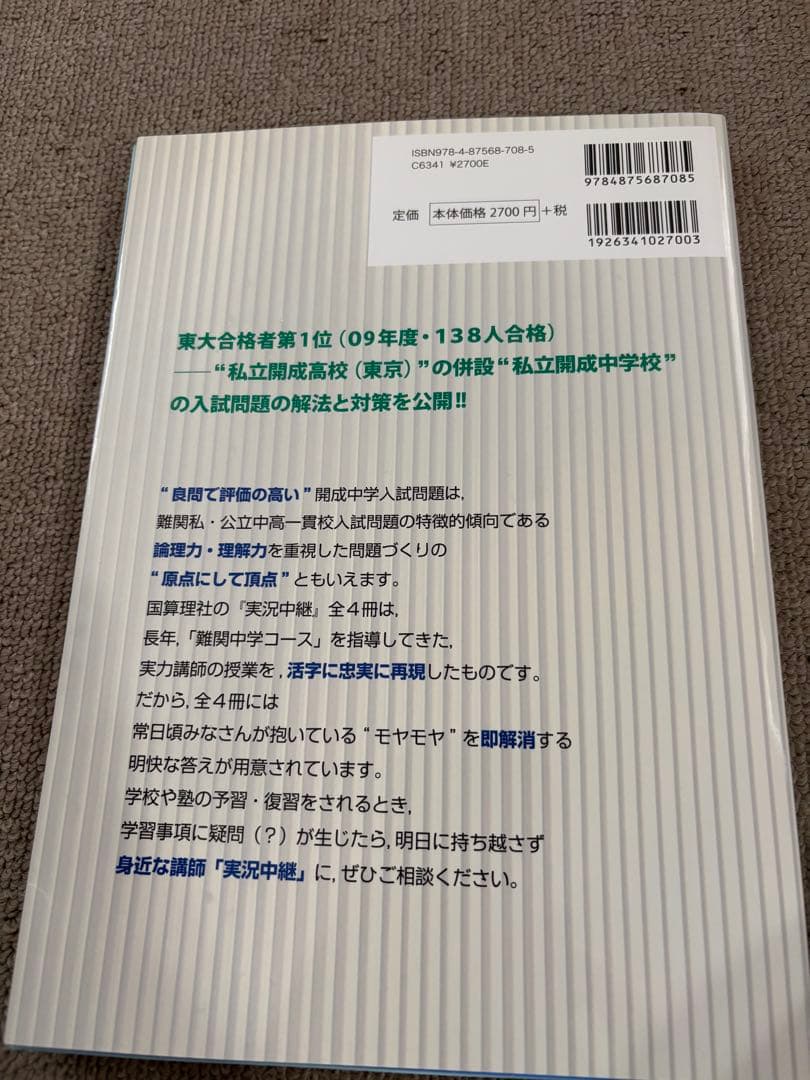 ISBN978-4-87568-708-5
C6341 ¥2700E
9784875687085
定価 本体価格 2700 円 +税
1926341027003
東大合格者第1位（09年度・138人合格）
――“私立開成高校（東京）”の併設“私立開成中学校”
の入試問題の解法と対策を公開!!
“良問で評価の高い”開成中学入試問題は,
難関私・公立中高一貫校入試問題の特徴的傾向である
論理力・理解力を重視した問題づくりの
“原点にして頂点”ともいえます。
国算理社の『実況中継』全4冊は,
長年,「難関中学コース」を指導してきた,
実力講師の授業を,活字に忠実に再現したものです。
だから,全4冊には
常日頃みなさんが抱いている“モヤモヤ”を即解消する
明快な答えが用意されています。
学校や塾の予習・復習をされるとき,
学習事項に疑問（？）が生じたら,明日に持ち越さず
身近な講師「実況中継」に,ぜひご相談ください。